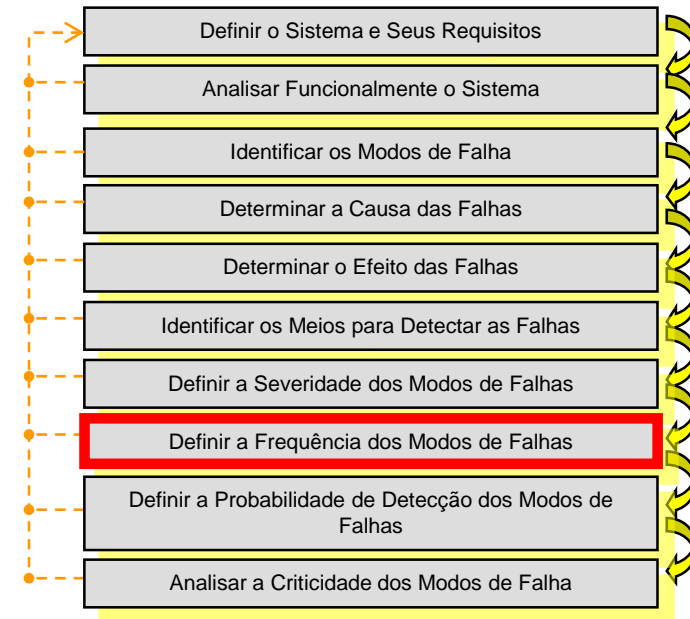 Definir o Sistema e Seus Requisitos
Analisar Funcionalmente o Sistema
Identificar os Modos de Falha
Determinar a Causa das Falhas
Determinar o Efeito das Falhas
Identificar os Meios para Detectar as Falhas
Definir a Severidade dos Modos de Falhas
Definir a Frequência dos Modos de Falhas
Definir a Probabilidade de Detecção dos Modos de
Falhas
Analisar a Criticidade dos Modos de Falha